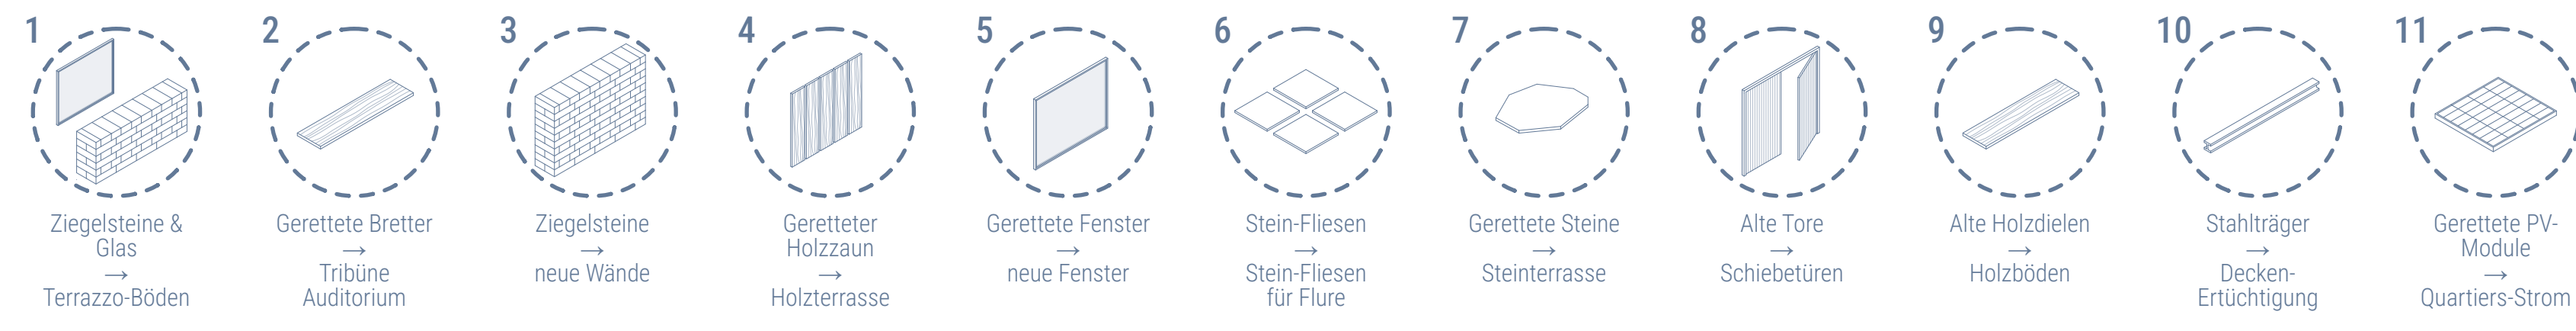 1
Ziegelsteine &
Glas
→
Terrazzo-Böden
2
Gerettete Bretter
→
Tribüne
Auditorium
3
Ziegelsteine
→
neue Wände
4
Geretteter
Holzzaun
→
Holzterrasse
5
Gerettete Fenster
→
neue Fenster
6
Stein-Fliesen
→
Stein-Fliesen
für Flure
7
Gerettete Steine
→
Steinterrasse
8
Alte Tore
→
Schiebetüren
9
Alte Holzdielen
→
Holzböden
10
Stahlträger
→
Decken-
Ertüchtigung
11
Gerettete PV-
Module
→
Quartiers-Strom